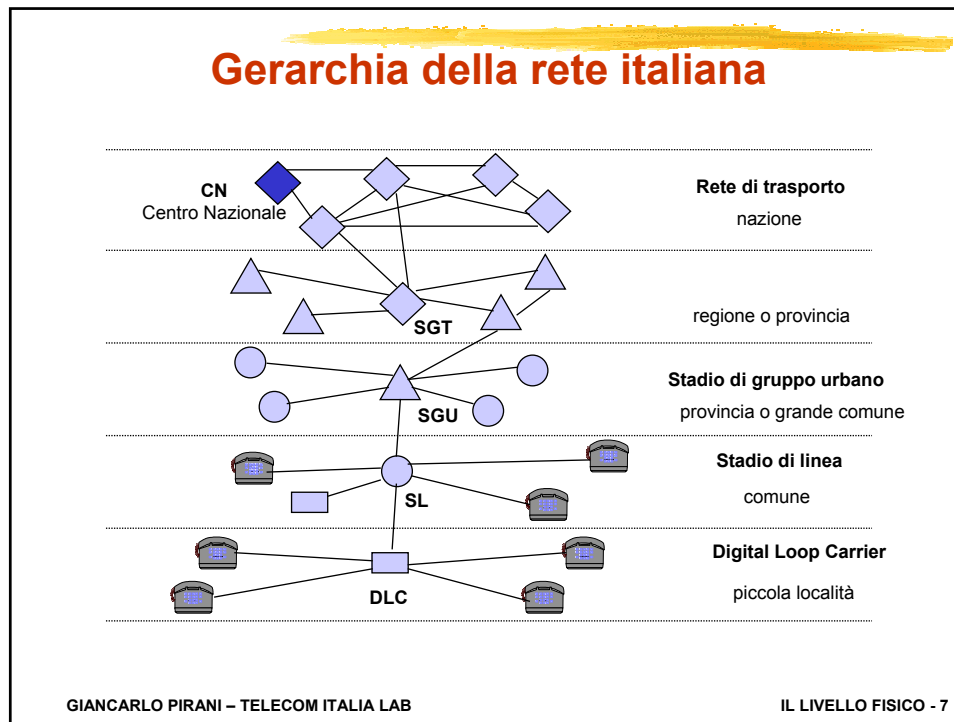 Gerarchia della rete italiana
CN
Centro Nazionale
Rete di trasporto
nazione
SGT
regione o provincia
SGU
Stadio di gruppo urbano
provincia o grande comune
SL
Stadio di linea
comune
DLC
Digital Loop Carrier
piccola località
GIANCARLO PIRANI – TELECOM ITALIA LAB
IL LIVELLO FISICO - 7